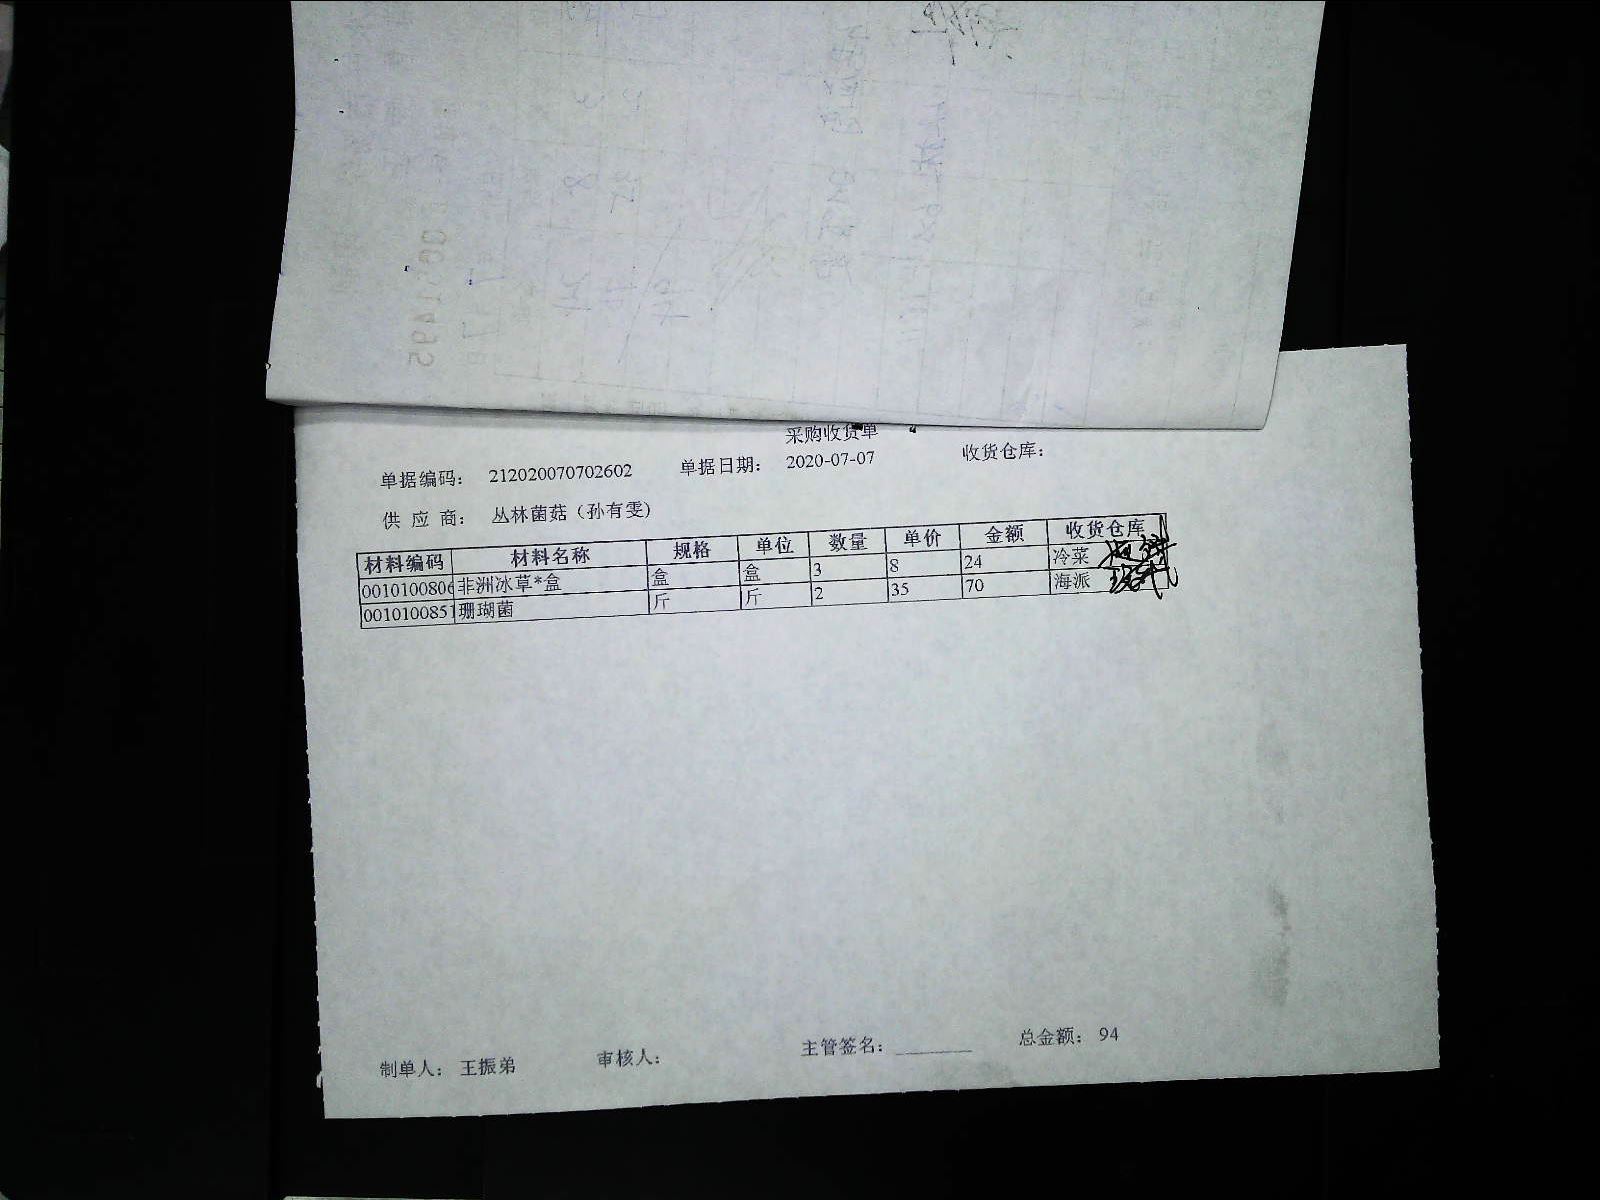 采购收货单
单据编码： 212020070702602 单据日期： 2020-07-07 收货仓库：
供 应 商： 丛林菌菇（孙有雯)
材料编码 材料名称 规格 单位 数量 单价 金额 收货仓库
0010100806 非洲冰草*盒 盒 盒 3 8 24 冷菜
0010100851 珊瑚菌 斤 斤 2 35 70 海派
制单人： 王振弟 审核人： 主管签名： 总金额： 94